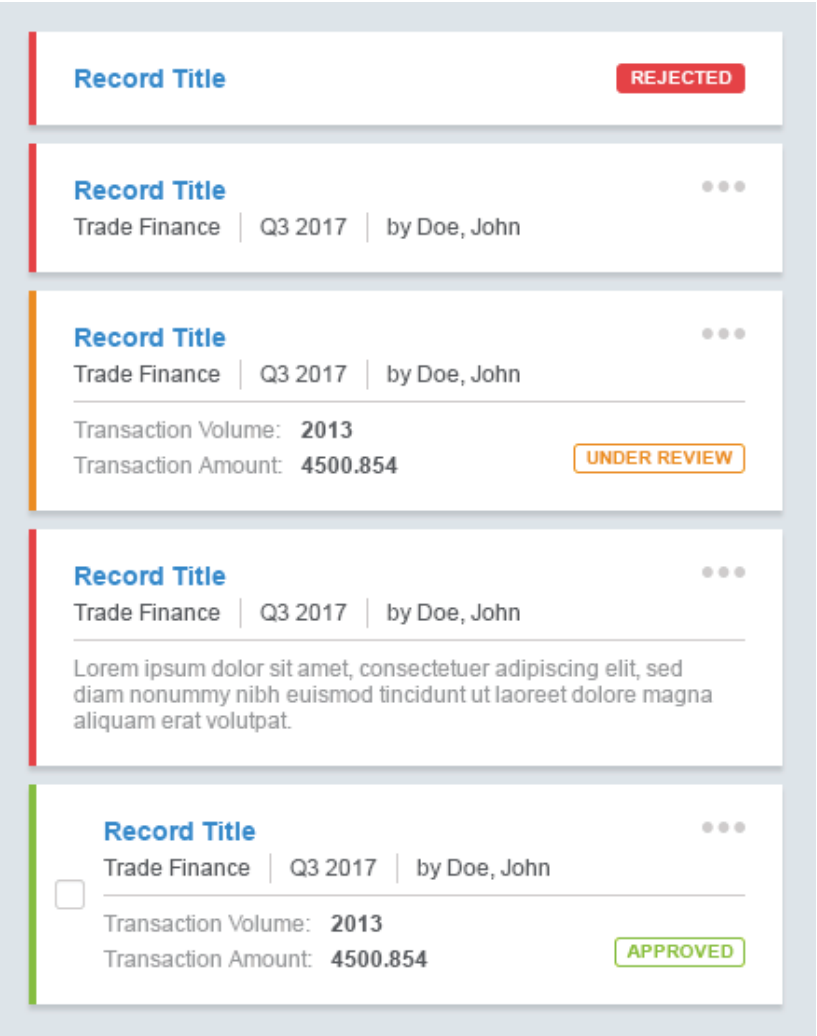 Record Title
REJECTED
Record Title
Trade Finance Q3 2017 by Doe, John
Record Title
Trade Finance Q3 2017 by Doe, John
Transaction Volume: 2013
Transaction Amount: 4500.854
UNDER REVIEW
Record Title
Trade Finance Q3 2017 by Doe, John
Lorem ipsum dolor sit amet, consectetuer adipiscing elit, sed
diam nonummy nibh euismod tincidunt ut laoreet dolore magna
aliquam erat volutpat.
Record Title
Trade Finance Q3 2017 by Doe, John
Transaction Volume: 2013
Transaction Amount: 4500.854
APPROVED